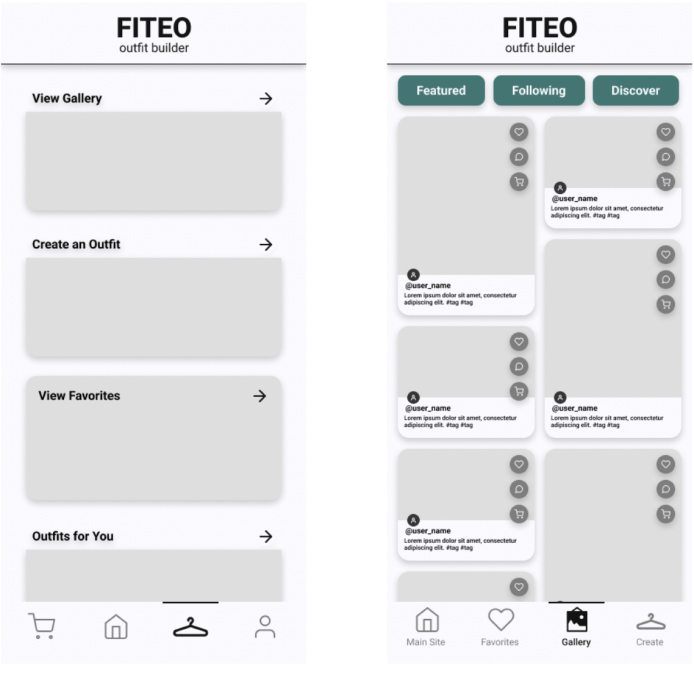 FITEO
outfit builder
View Gallery
Create an Outfit
View Favorites
Outfits for You
FITEO
outfit builder
Featured Following Discover
@user_name
Lorem ipsum dolor sit amet, consectetur
adipiscing elit. #tag #tag
@user_name
Lorem ipsum dolor sit amet, consectetur
adipiscing elit. #tag #tag
@user_name
Lorem ipsum dolor sit amet, consectetur
adipiscing elit. #tag #tag
@user_name
Lorem ipsum dolor sit amet, consectetur
adipiscing elit. #tag #tag
@user_name
Lorem ipsum dolor sit amet, consectetur
adipiscing elit. #tag #tag
Main Site Favorites Gallery Create